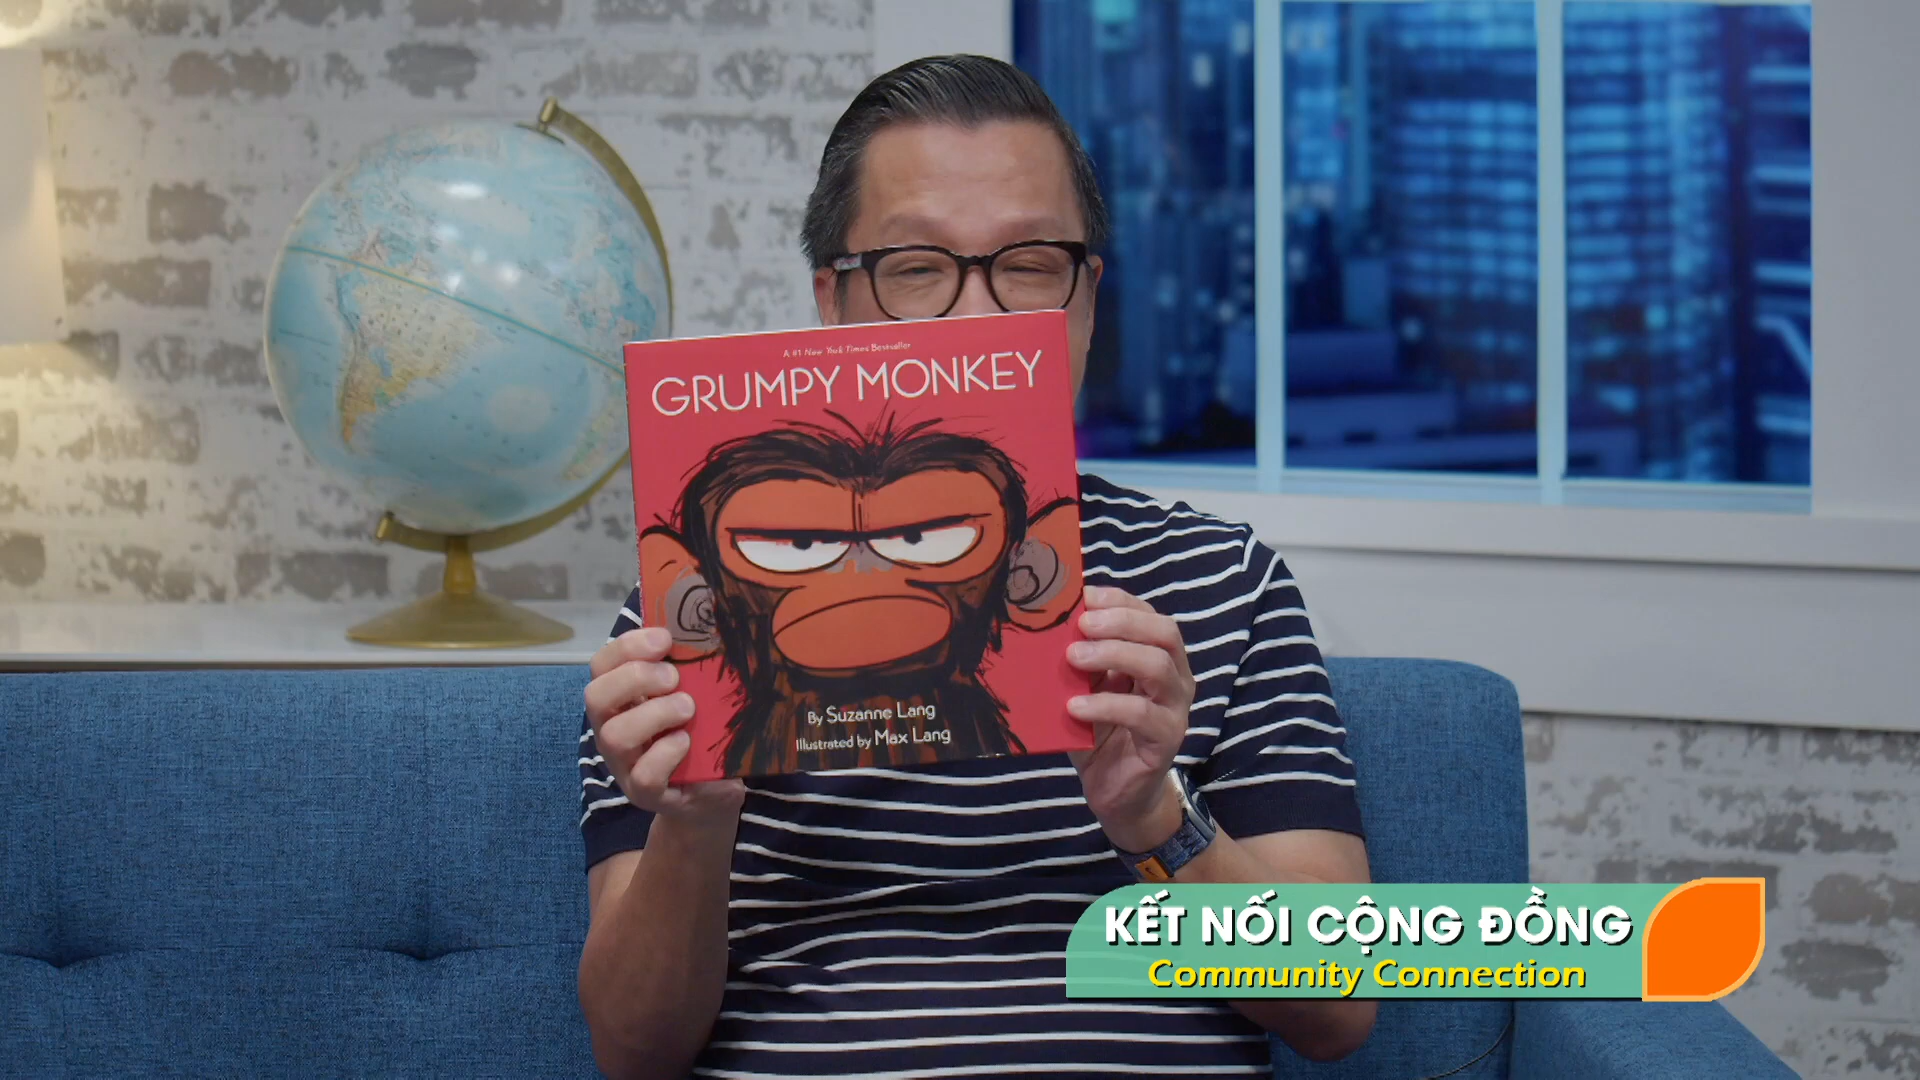 A #1 New York Times Bestseller
GRUMPY MONKEY
By Suzanne Lang
Illustrated by Max Lang
KẾT NỐI CỘNG ĐỒNG
Community Connection